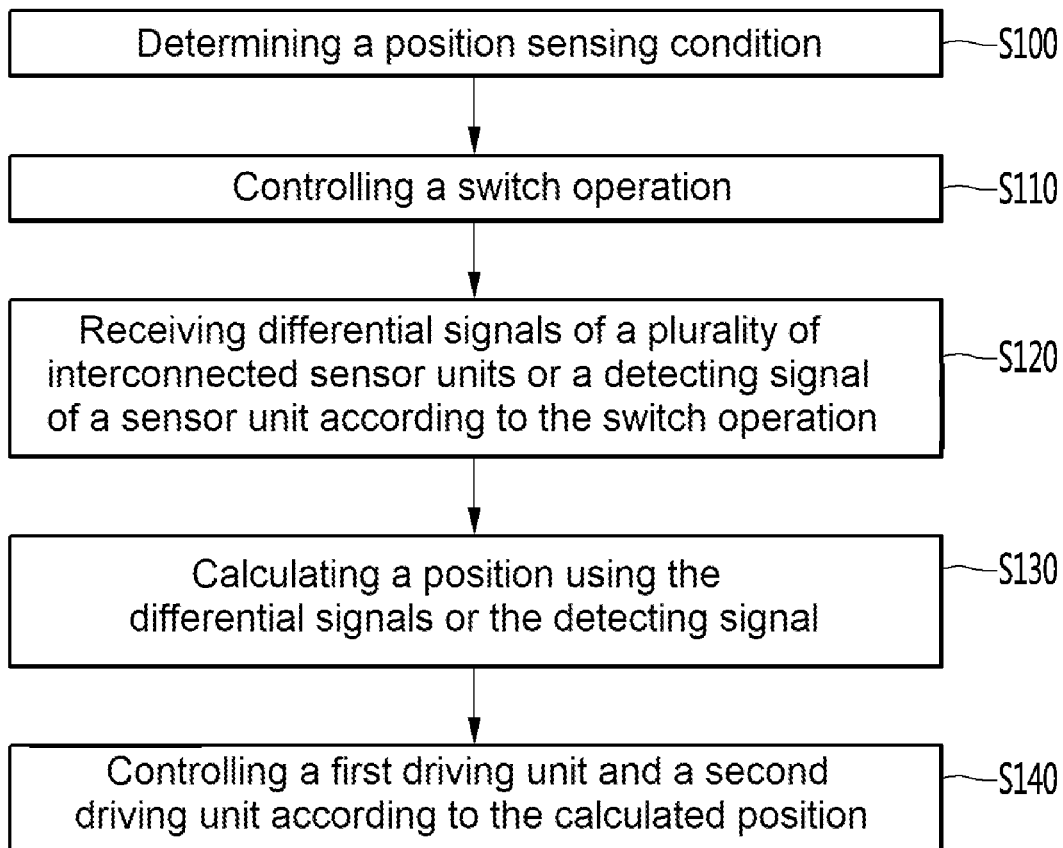 Determining a position sensing condition
S100
Controlling a switch operation
S110
Receiving differential signals of a plurality of
interconnected sensor units or a detecting signal
of a sensor unit according to the switch operation
S120
Calculating a position using the
differential signals or the detecting signal
S130
Controlling a first driving unit and a second
driving unit according to the calculated position
S140